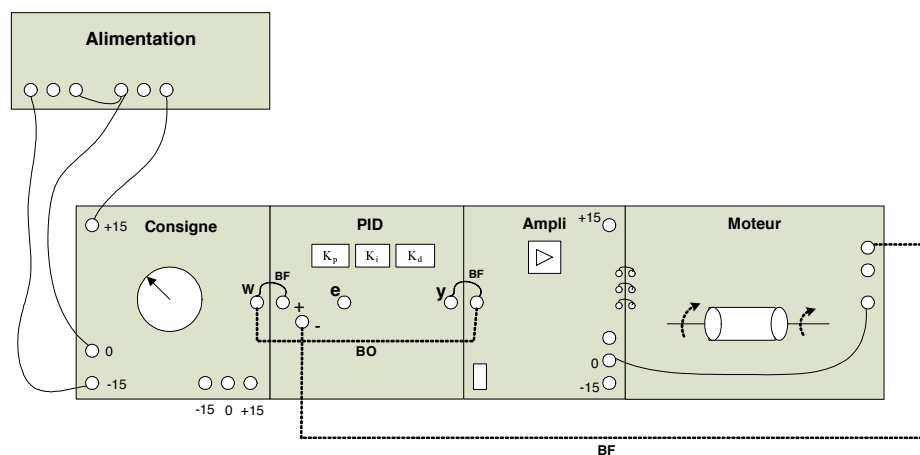 Alimentation
+15
Consigne
PID
Ampli
+15
Moteur
Kp
Ki
Kd
W
BF
+
-
e
y
BF
BO
0
-15
-15
0
+15
0
-15
BF